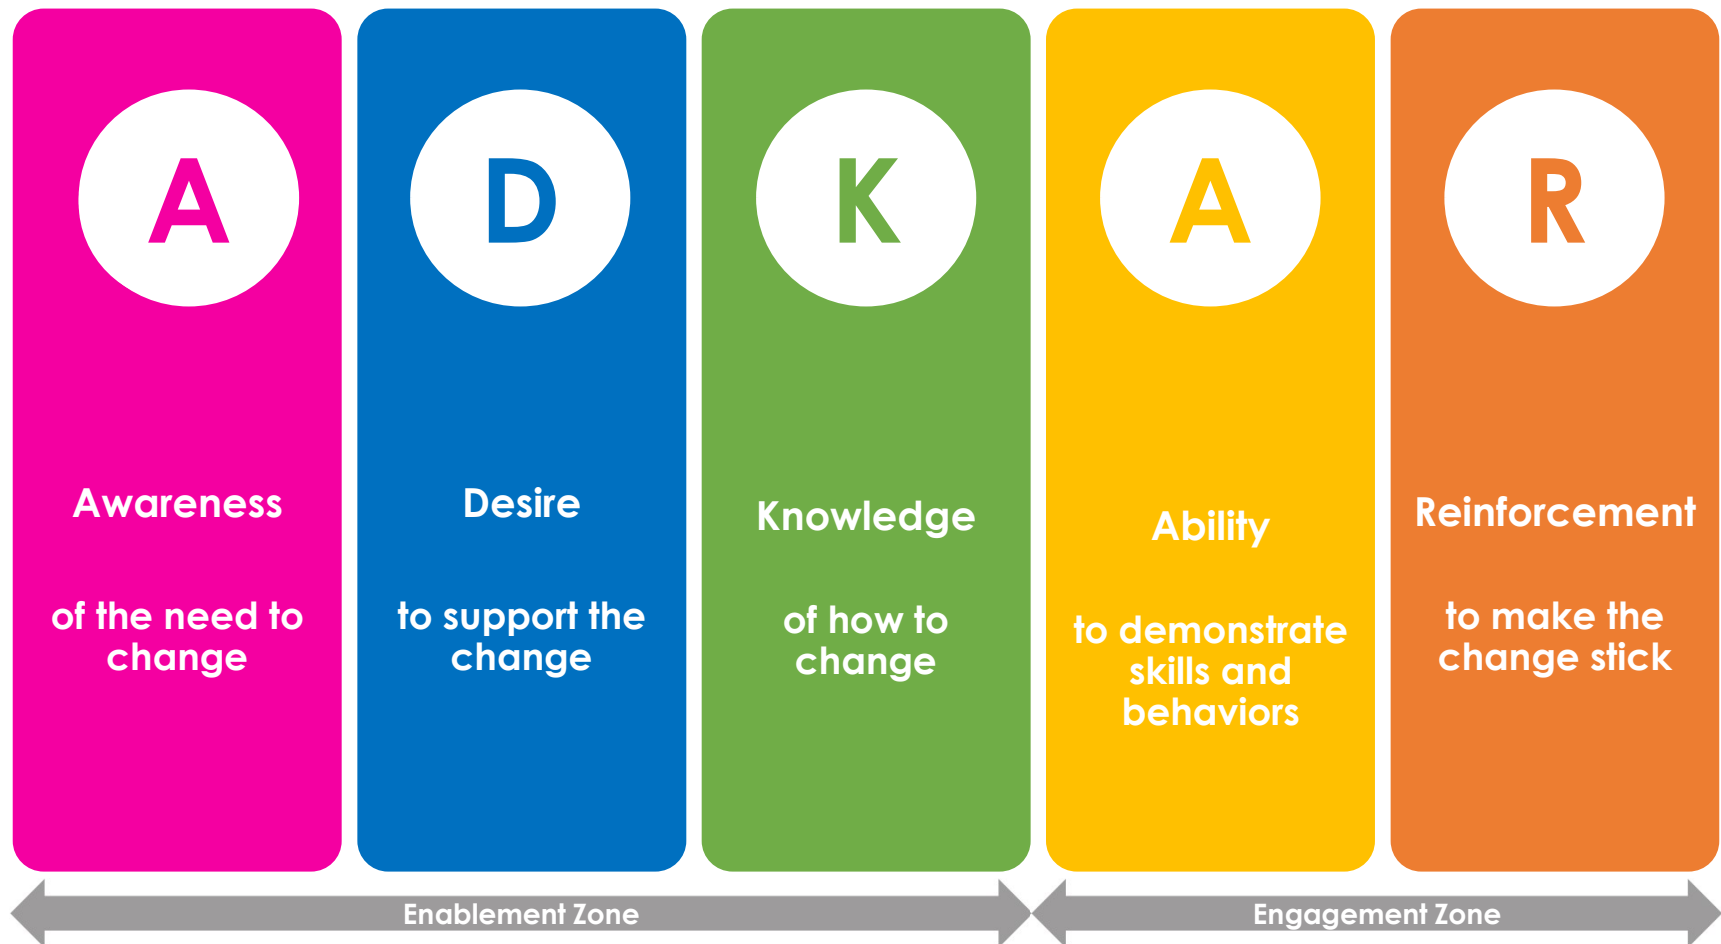 A
D
K
A
R
Awareness
of the need to
change
Desire
to support the
change
Knowledge
of how to
change
Ability
to demonstrate
skills and
behaviors
Reinforcement
to make the
change stick
Enablement Zone
Engagement Zone